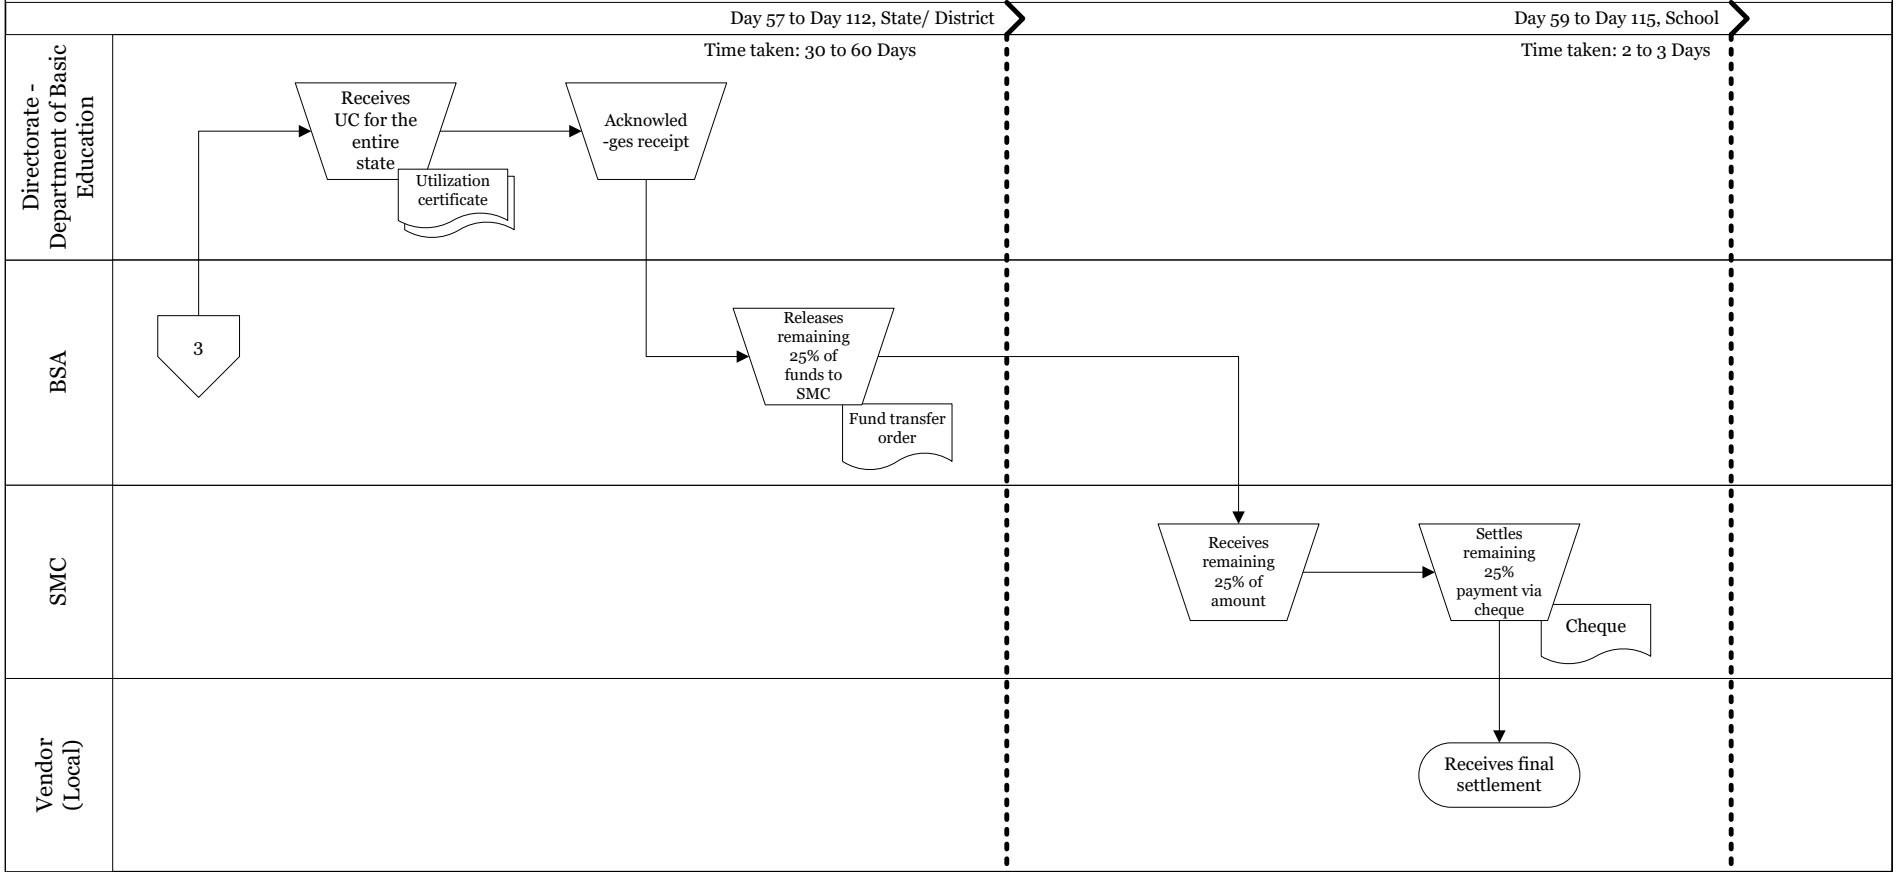 Day 57 to Day 112, State/ District
Day 59 to Day 115, School
Time taken: 30 to 60 Days
Time taken: 2 to 3 Days
Directorate -
Department of Basic
Education
Receives
UC for the
entire
state
Utilization
certificate
Acknowled
-ges receipt
BSA
3
Releases
remaining
25% of
funds to
SMC
Fund transfer
order
SMC
Receives
remaining
25% of
amount
Settles
remaining
25%
payment via
cheque
Cheque
Vendor
(Local)
Receives final
settlement